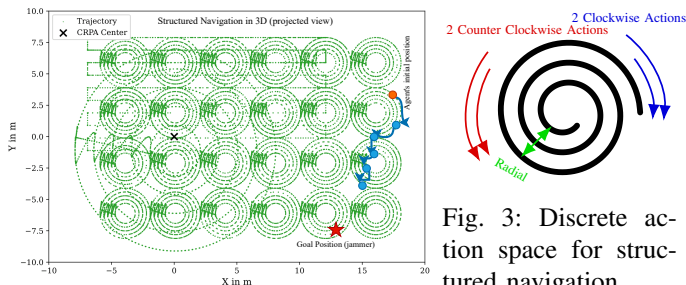 Structured Navigation in 3D (projected view)
Trajectory
CRPA Center
Agent's initial position
Goal Position (jammer)
Y in m
10.0
7.5
5.0
2.5
0.0
−2.5
−5.0
−7.5
−10.0
−10
−5
0
5
10
15
20
X in m
2 Clockwise Actions
2 Counter Clockwise Actions
Radial
Fig. 3: Discrete ac-
tion space for struc-
tured navigation